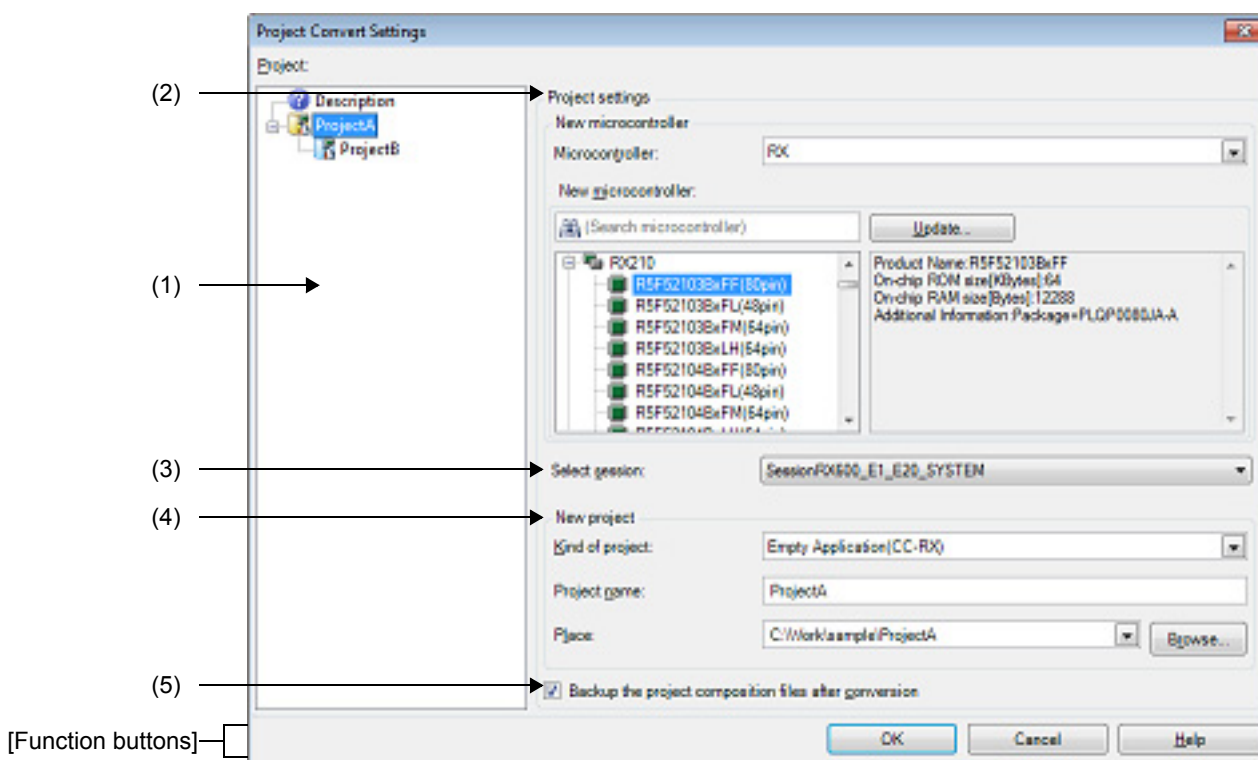 Project Convert Settings
Project:
(2)
Description
ProjectA
ProjectB
(1)
Project settings
New microcontroller
Microcontroller: RX
New microcontroller:
(Search microcontroller) Update...
RX210
R5F52103BxFF(80pin)
R5F52103BxFL(48pin)
R5F52103BxFM(64pin)
R5F52103BxLH(64pin)
R5F52104BxFF(80pin)
R5F52104BxFL(48pin)
R5F52104BxFM(64pin)
Product Name:R5F52103BxFF
On-chip ROM size[KBytes]:64
On-chip RAM size[Bytes]:12288
Additional Information:Package=PLQP0080JA-A
(3)
Select session: SessionRX600_E1_E20_SYSTEM
(4)
New project
Kind of project: Empty Application(CC-RX)
Project name: ProjectA
Place: C:\Work\sample\ProjectA Browse...
(5)
Backup the project composition files after conversion
[Function buttons]
OK Cancel Help